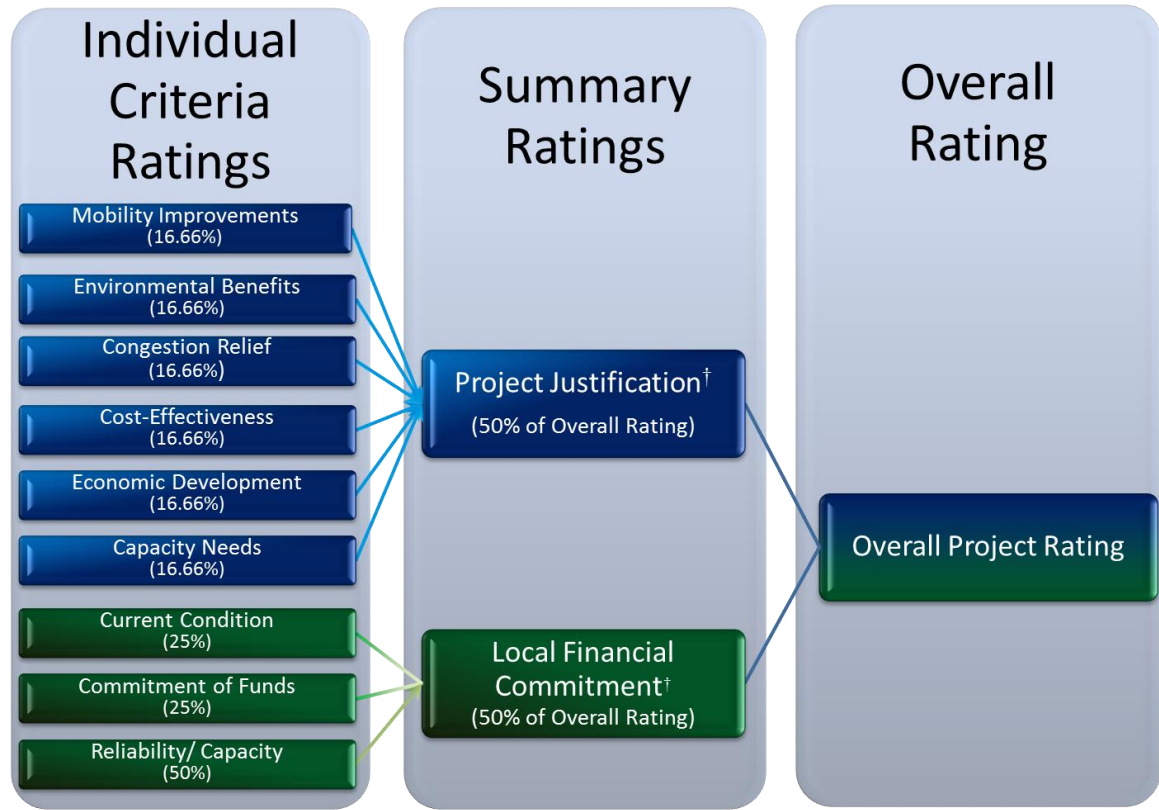 Individual
Criteria
Ratings
Mobility Improvements
(16.66%)
Environmental Benefits
(16.66%)
Congestion Relief
(16.66%)
Cost-Effectiveness
(16.66%)
Economic Development
(16.66%)
Capacity Needs
(16.66%)
Current Condition
(25%)
Commitment of Funds
(25%)
Reliability/ Capacity
(50%)
Summary
Ratings
Project Justification†
(50% of Overall Rating)
Local Financial
Commitment†
(50% of Overall Rating)
Overall
Rating
Overall Project Rating